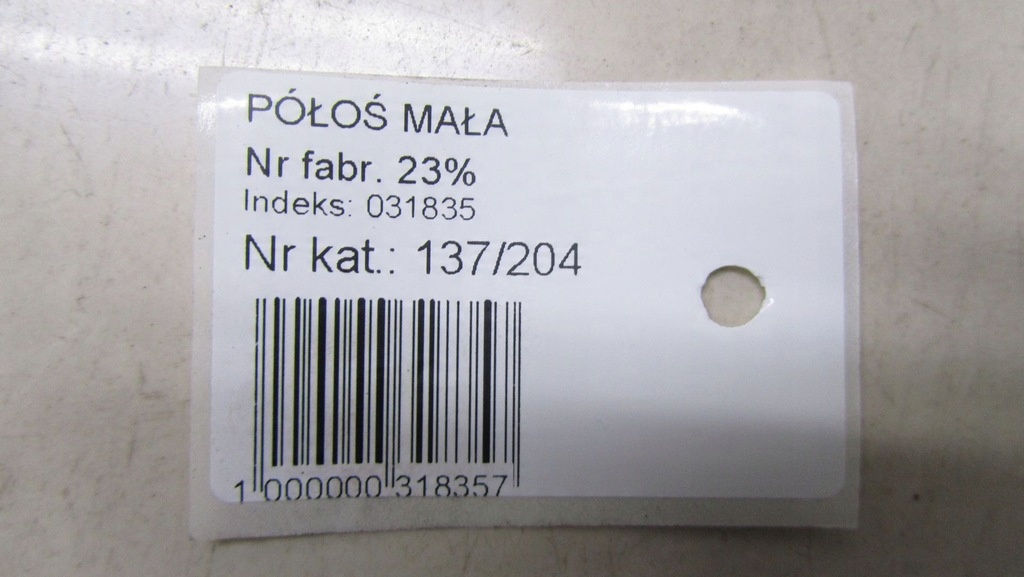 PÓŁOŚ MAŁA
Nr fabr. 23%
Indeks: 031835
Nr kat.: 137/204
1 000000 318357